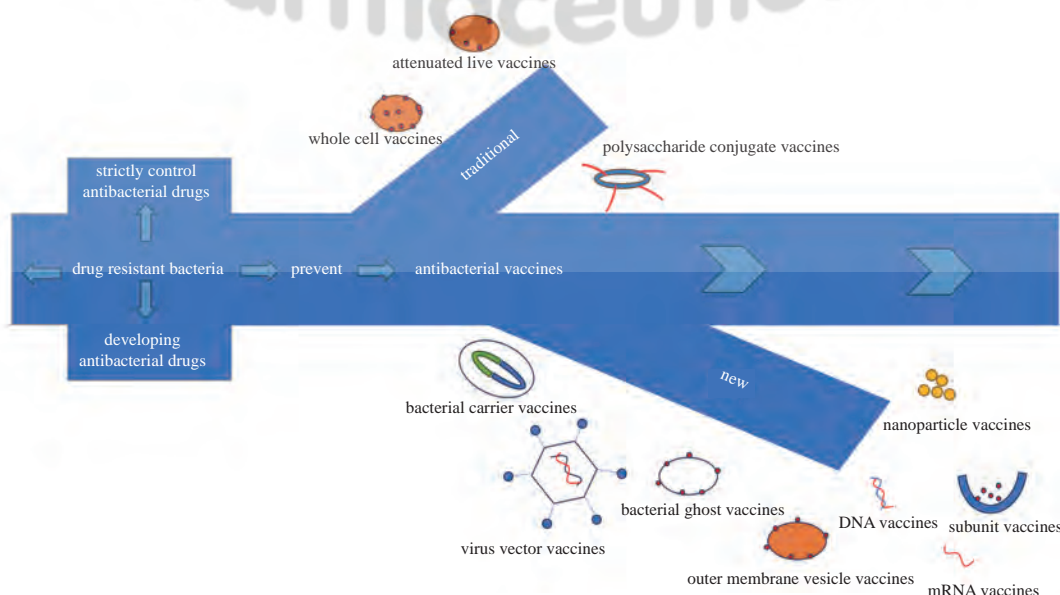 attenuated live vaccines
whole cell vaccines
traditional
polysaccharide conjugate vaccines
strictly control
antibacterial drugs
drug resistant bacteria
prevent
antibacterial vaccines
developing
antibacterial drugs
new
bacterial carrier vaccines
nanoparticle vaccines
bacterial ghost vaccines
DNA vaccines
subunit vaccines
virus vector vaccines
outer membrane vesicle vaccines
mRNA vaccines